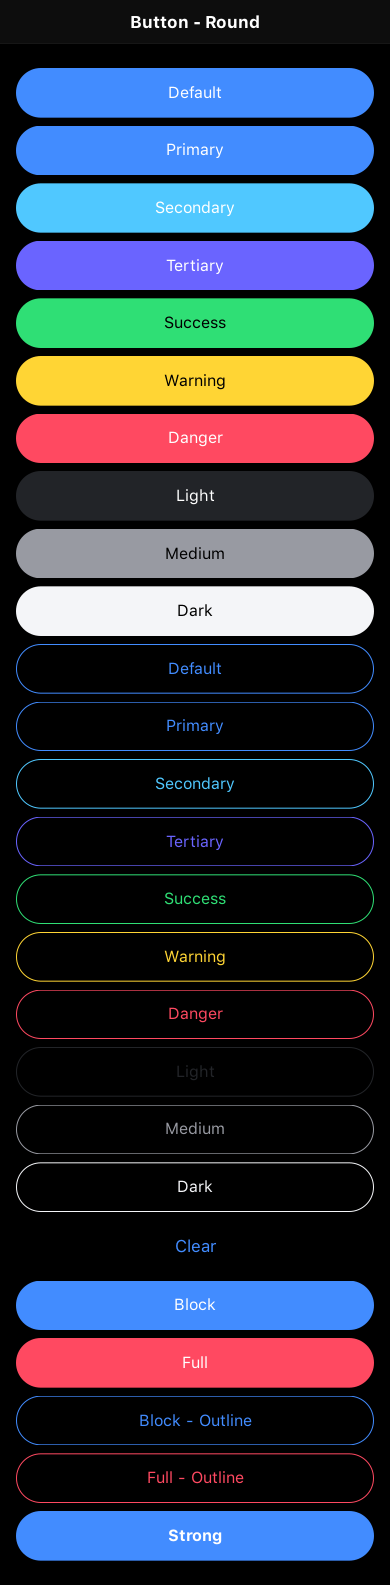 Button - Round
Default
Primary
Secondary
Tertiary
Success
Warning
Danger
Light
Medium
Dark
Default
Primary
Secondary
Tertiary
Success
Warning
Danger
Light
Medium
Dark
Clear
Block
Full
Block - Outline
Full - Outline
Strong